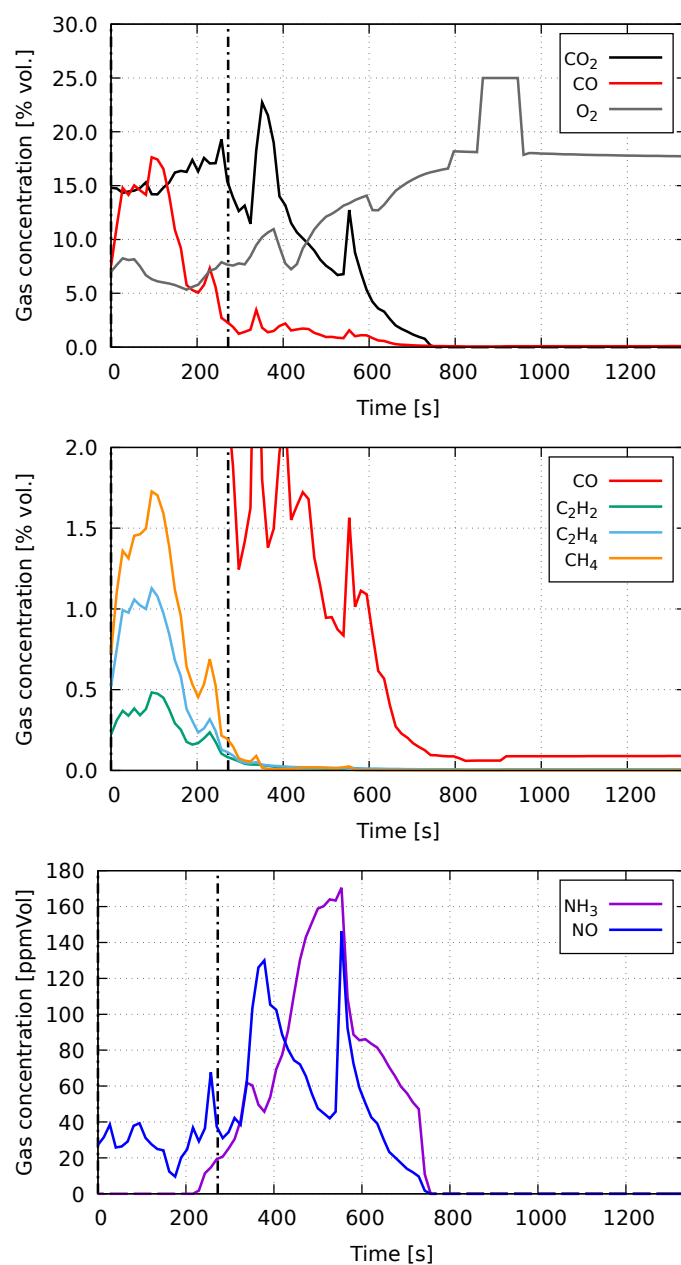 Gas concentration [% vol.]
30.0
25.0
20.0
15.0
10.0
5.0
0.0
CO₂
CO
O₂
0 200 400 600 800 1000 1200
Time [s]
Gas concentration [% vol.]
2.0
1.5
1.0
0.5
0.0
CO
C₂H₂
C₂H₄
CH₄
0 200 400 600 800 1000 1200
Time [s]
Gas concentration [ppmVol]
180
160
140
120
100
80
60
40
20
0
NH₃
NO
0 200 400 600 800 1000 1200
Time [s]